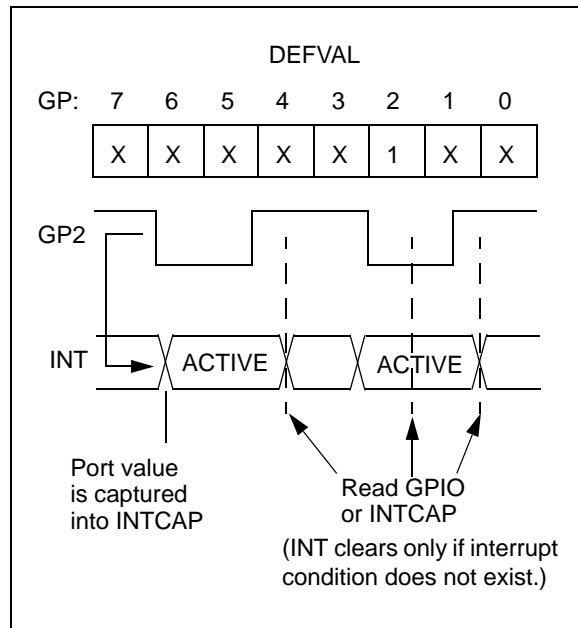 DEFVAL
GP: 7 6 5 4 3 2 1 0
X X X X X 1 X X
GP2
INT ACTIVE ACTIVE
Port value
is captured
into INTCAP
Read GPIO
or INTCAP
(INT clears only if interrupt
condition does not exist.)